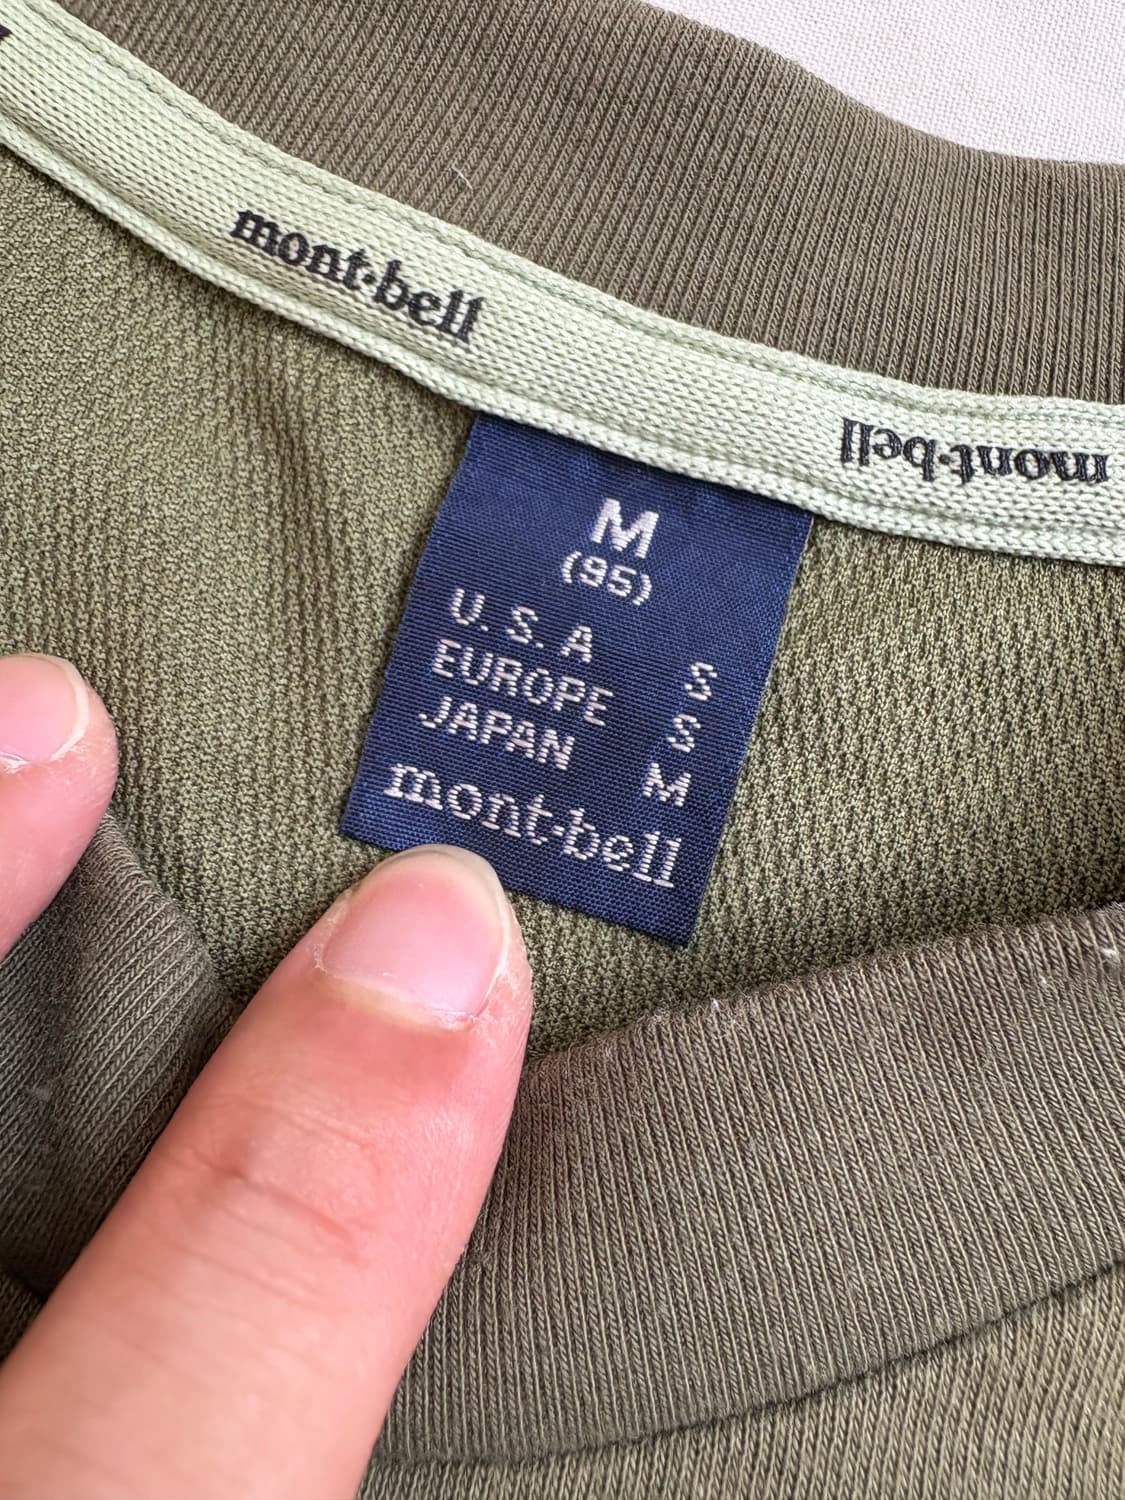 mont·bell
mont·bell
M
(95)
U.S.A S
EUROPE S
JAPAN M
mont·bell